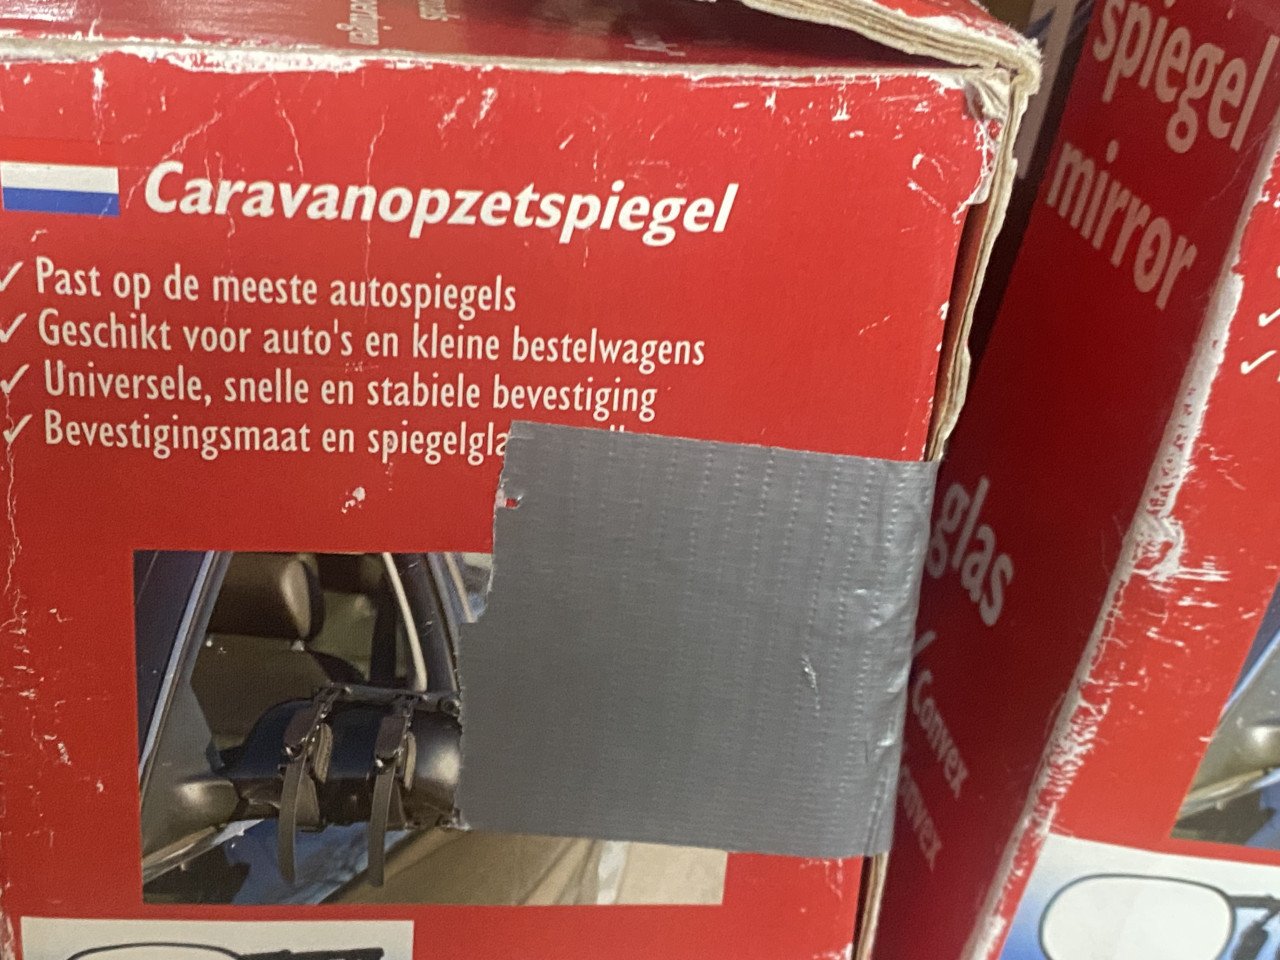 Caravanopzetspiegel
✓ Past op de meeste autospiegels
✓ Geschikt voor auto's en kleine bestelwagens
✓ Universele, snelle en stabiele bevestiging
✓ Bevestigingsmaat en
spiegel
mirror
glas
Convex